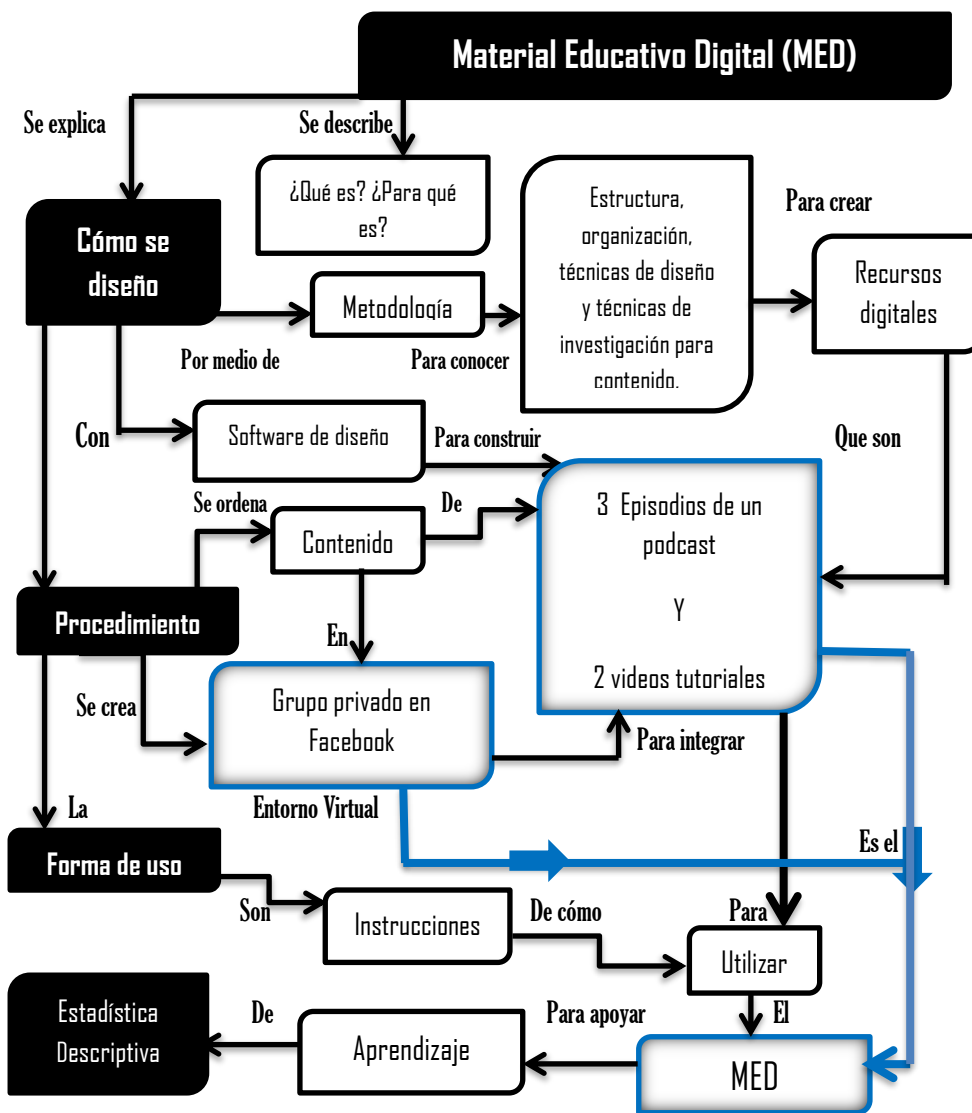 Material Educativo Digital (MED)
Se explica
Se describe
¿Qué es? ¿Para qué
es?
Estructura,
organización,
técnicas de diseño
y técnicas de
investigación para
contenido.
Para crear
Cómo se
diseño
Recursos
digitales
Metodología
Por medio de
Para conocer
Con
Software de diseño
Para construir
Que son
Se ordena
De
3 Episodios de un
podcast
Y
2 videos tutoriales
Contenido
Procedimiento
En
Se crea
Grupo privado en
Facebook
Para integrar
Entorno Virtual
La
Es el
Forma de uso
Son
Instrucciones
De cómo
Para
Utilizar
Estadística
Descriptiva
De
Aprendizaje
Para apoyar
El
MED